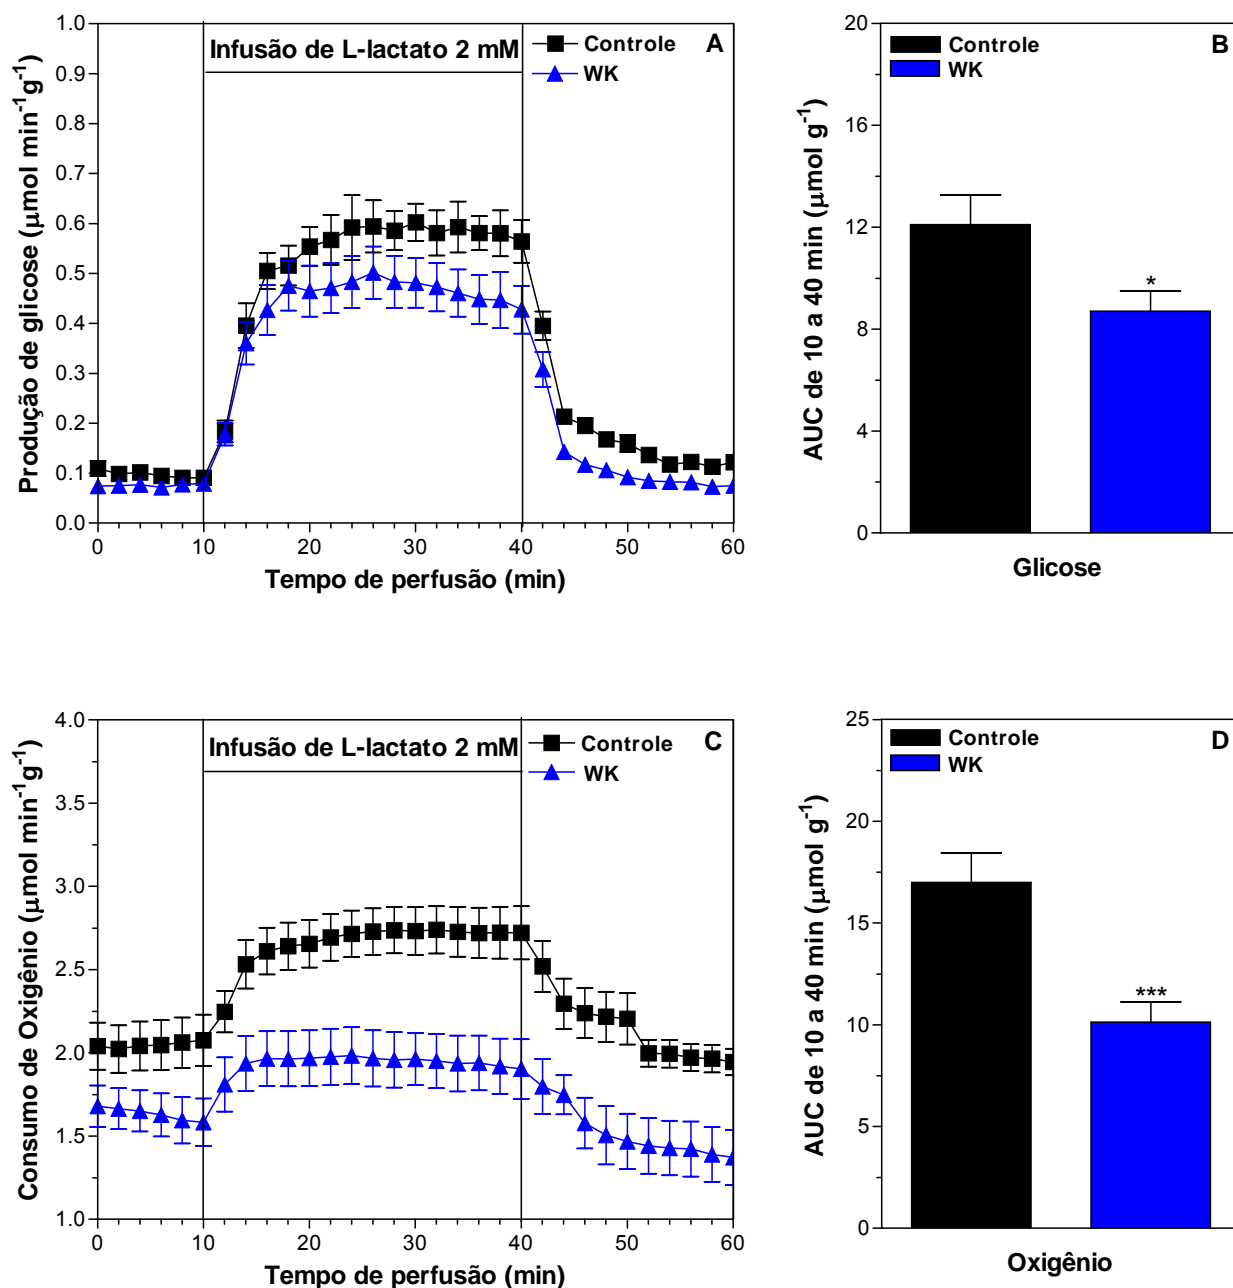 Infusão de L-lactato 2 mM
Controle
WK
A
1.0
0.9
0.8
0.7
0.6
0.5
0.4
0.3
0.2
0.1
0.0
Produção de glicose (μmol min⁻¹g⁻¹)
0 10 20 30 40 50 60
Tempo de perfusão (min)
Controle
WK
B
20
16
12
8
4
0
AUC de 10 a 40 min (μmol g⁻¹)
*
Glicose
Infusão de L-lactato 2 mM
Controle
WK
C
4.0
3.5
3.0
2.5
2.0
1.5
1.0
Consumo de Oxigênio (μmol min⁻¹g⁻¹)
0 10 20 30 40 50 60
Tempo de perfusão (min)
Controle
WK
D
25
20
15
10
5
0
AUC de 10 a 40 min (μmol g⁻¹)
***
Oxigênio